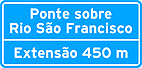 Ponte sobre
Rio São Francisco
Extensão 450 m